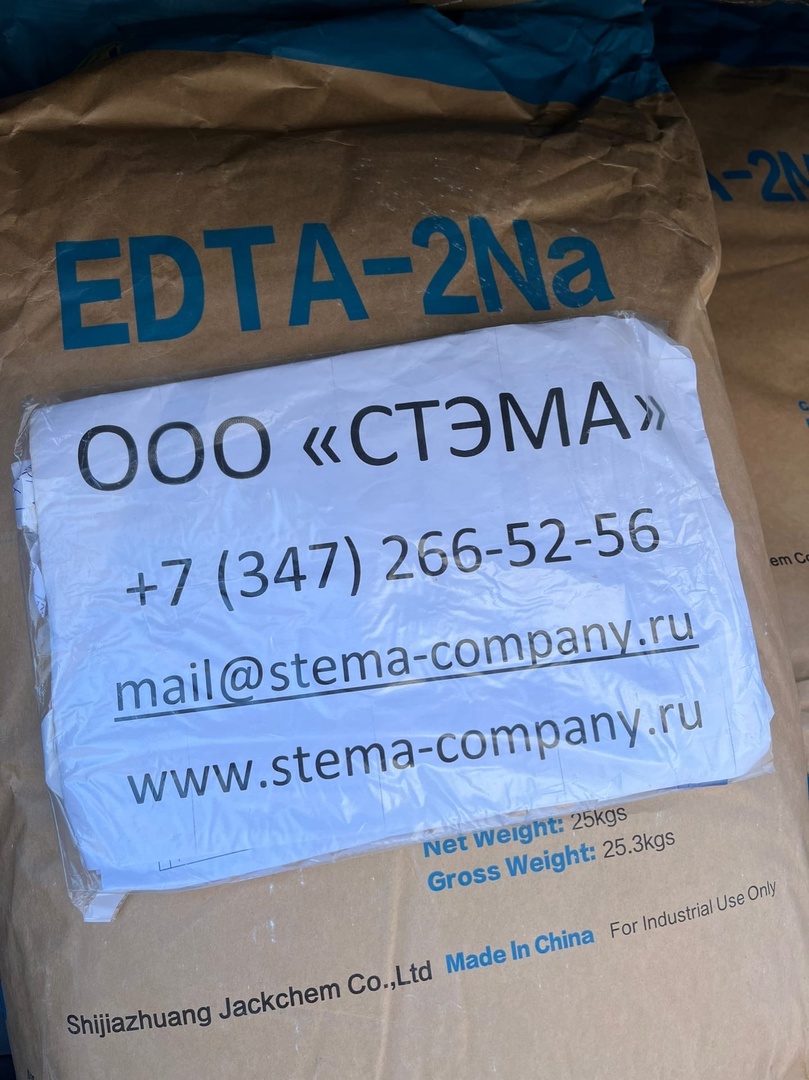 EDTA-2Na
ООО «СТЭМА»
+7 (347) 266-52-56
mail@stema-company.ru
www.stema-company.ru
Net Weight: 25kgs
Gross Weight: 25.3kgs
Shijiazhuang Jackchem Co.,Ltd Made In China For Industrial Use Only